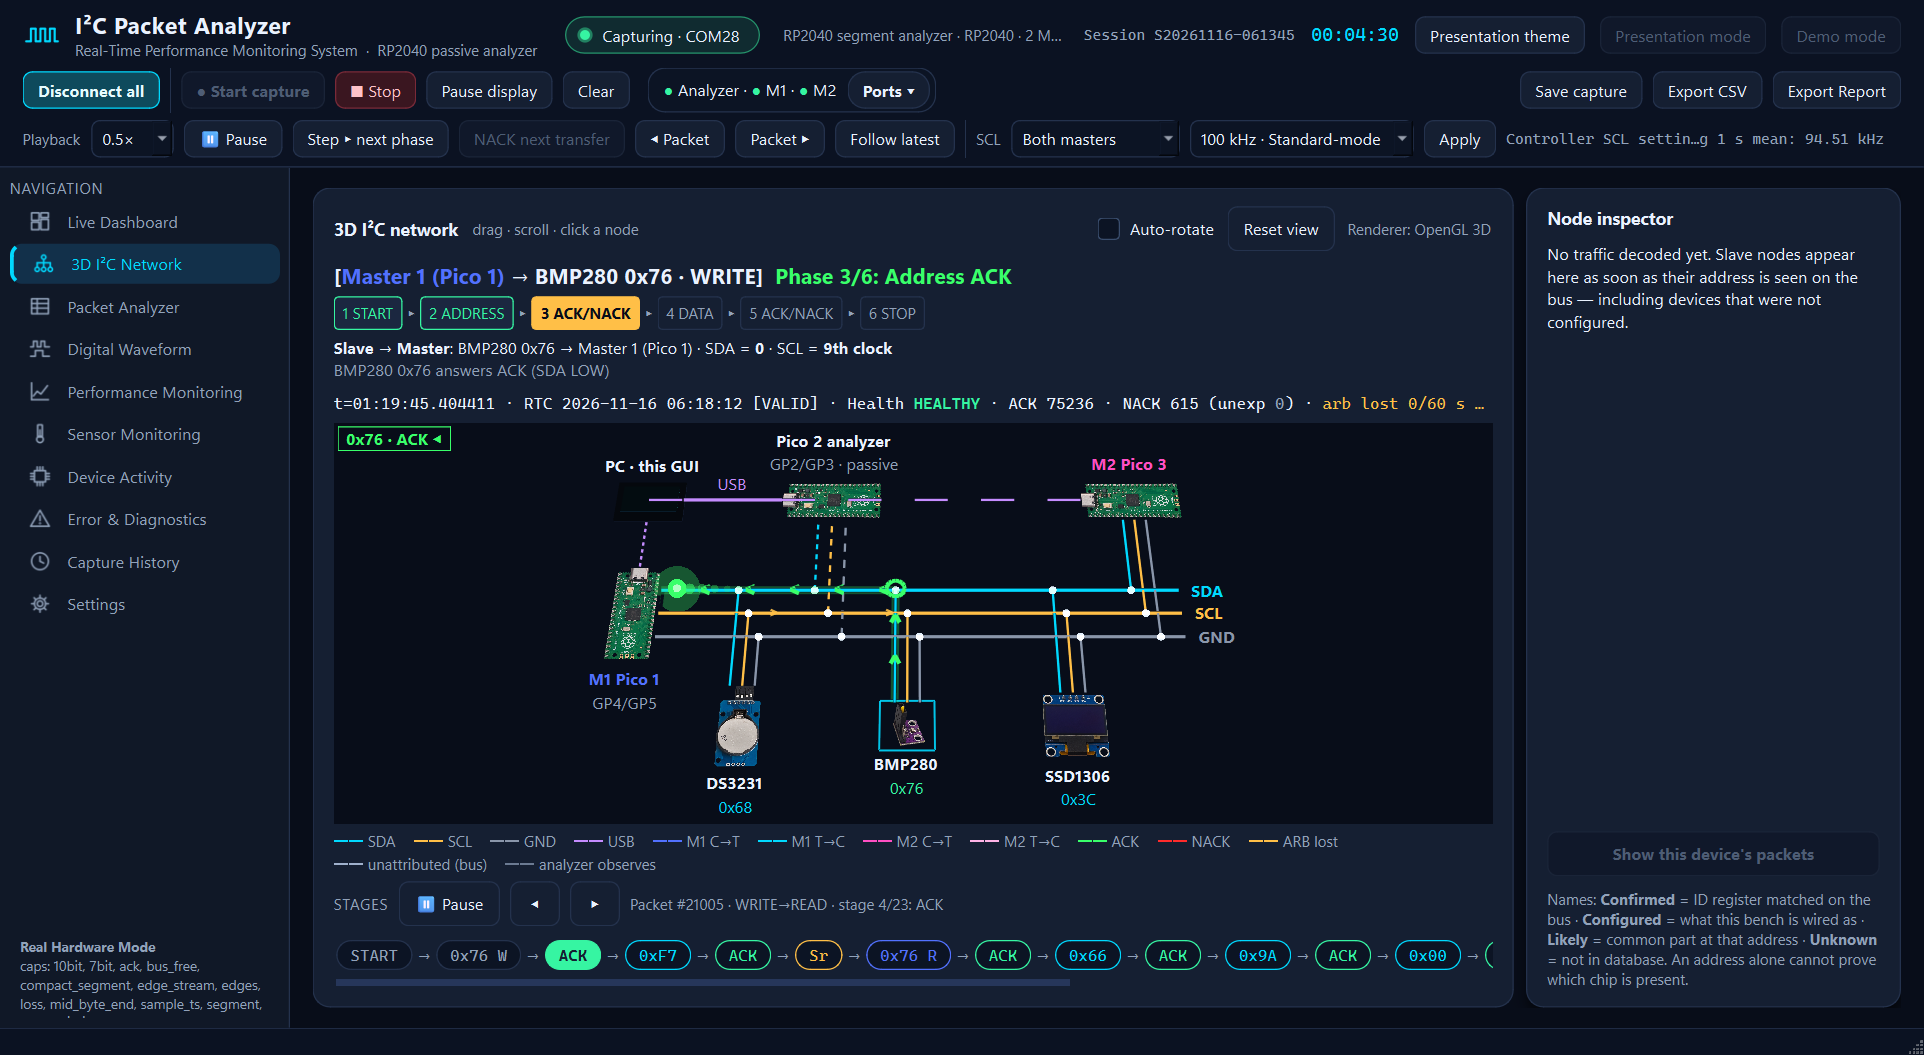 I²C Packet Analyzer
Real-Time Performance Monitoring System · RP2040 passive analyzer
Capturing · COM28
RP2040 segment analyzer · RP2040 · 2 M...
Session S20261116-061345
00:04:30
Presentation theme
Presentation mode
Demo mode
Disconnect all
● Start capture
■ Stop
Pause display
Clear
● Analyzer · ● M1 · ● M2
Ports ▾
Save capture
Export CSV
Export Report
Playback
0.5×
⏸ Pause
Step ▸ next phase
NACK next transfer
◂ Packet
Packet ▸
Follow latest
SCL
Both masters
100 kHz · Standard-mode
Apply
Controller SCL settin…g 1 s mean: 94.51 kHz
NAVIGATION
Live Dashboard
3D I²C Network
Packet Analyzer
Digital Waveform
Performance Monitoring
Sensor Monitoring
Device Activity
Error & Diagnostics
Capture History
Settings
Real Hardware Mode
caps: 10bit, 7bit, ack, bus_free,
compact_segment, edge_stream, edges,
loss, mid_byte_end, sample_ts, segment,
3D I²C network
drag · scroll · click a node
Auto-rotate
Reset view
Renderer: OpenGL 3D
[Master 1 (Pico 1) → BMP280 0x76 · WRITE] Phase 3/6: Address ACK
1 START ▸ 2 ADDRESS ▸ 3 ACK/NACK ▸ 4 DATA ▸ 5 ACK/NACK ▸ 6 STOP
Slave → Master: BMP280 0x76 → Master 1 (Pico 1) · SDA = 0 · SCL = 9th clock
BMP280 0x76 answers ACK (SDA LOW)
t=01:19:45.404411 · RTC 2026-11-16 06:18:12 [VALID] · Health HEALTHY · ACK 75236 · NACK 615 (unexp 0) · arb lost 0/60 s …
0x76 · ACK ◂
Pico 2 analyzer
GP2/GP3 · passive
PC · this GUI
USB
M2 Pico 3
SDA
SCL
GND
M1 Pico 1
GP4/GP5
DS3231
0x68
BMP280
0x76
SSD1306
0x3C
SDA
SCL
GND
USB
M1 C→T
M1 T→C
M2 C→T
M2 T→C
ACK
NACK
ARB lost
unattributed (bus)
analyzer observes
STAGES
⏸ Pause
◂
▸
Packet #21005 · WRITE→READ · stage 4/23: ACK
START → 0x76 W → ACK → 0xF7 → ACK → Sr → 0x76 R → ACK → 0x66 → ACK → 0x9A → ACK → 0x00 →
Node inspector
No traffic decoded yet. Slave nodes appear
here as soon as their address is seen on the
bus — including devices that were not
configured.
Show this device's packets
Names: Confirmed = ID register matched on the
bus · Configured = what this bench is wired as ·
Likely = common part at that address · Unknown
= not in database. An address alone cannot prove
which chip is present.